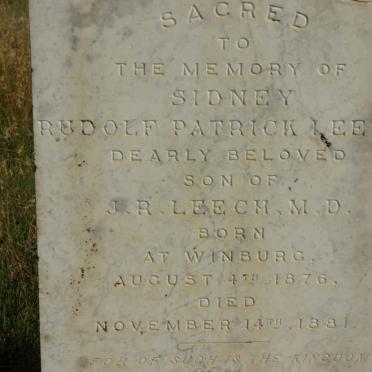 SACRED
TO
THE MEMORY OF
SIDNEY
RUDOLF PATRICK LEE
DEARLY BELOVED
SON OF
J. R. LEECH, M.D.
BORN
AT WINBURG,
AUGUST 4TH 1876,
DIED
NOVEMBER 14TH, 1881.
FOR OF SUCH IS THE KINGDOM